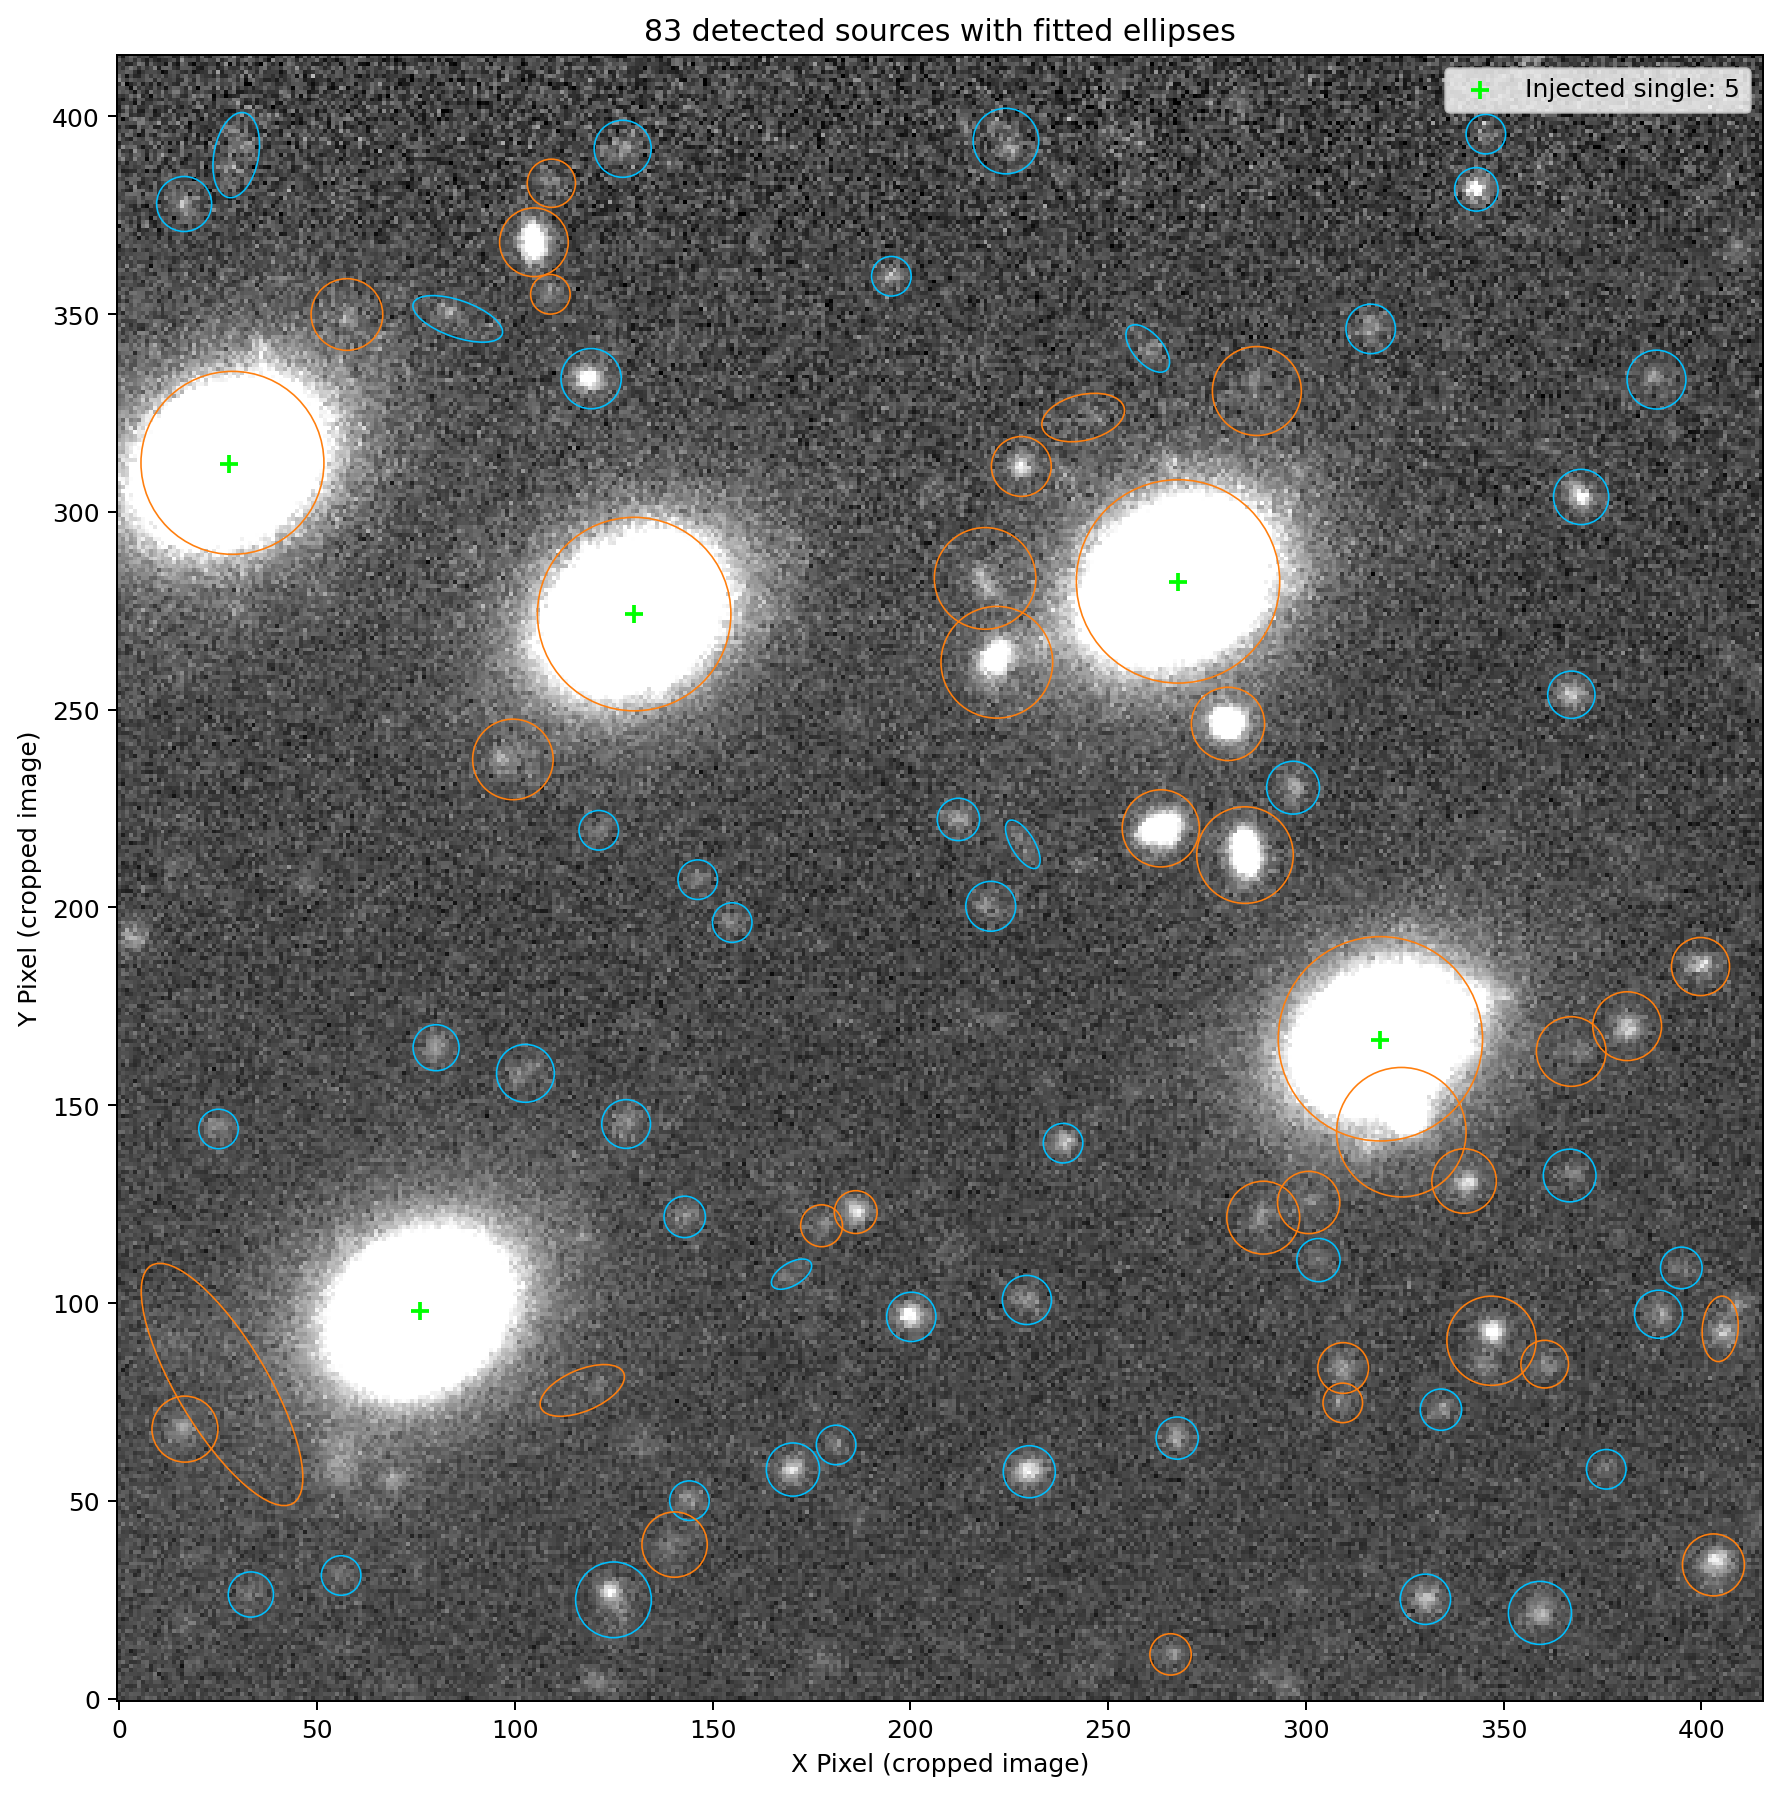 83 detected sources with fitted ellipses
Injected single: 5
400
350
300
250
200
150
100
50
0
Y Pixel (cropped image)
0 50 100 150 200 250 300 350 400
X Pixel (cropped image)